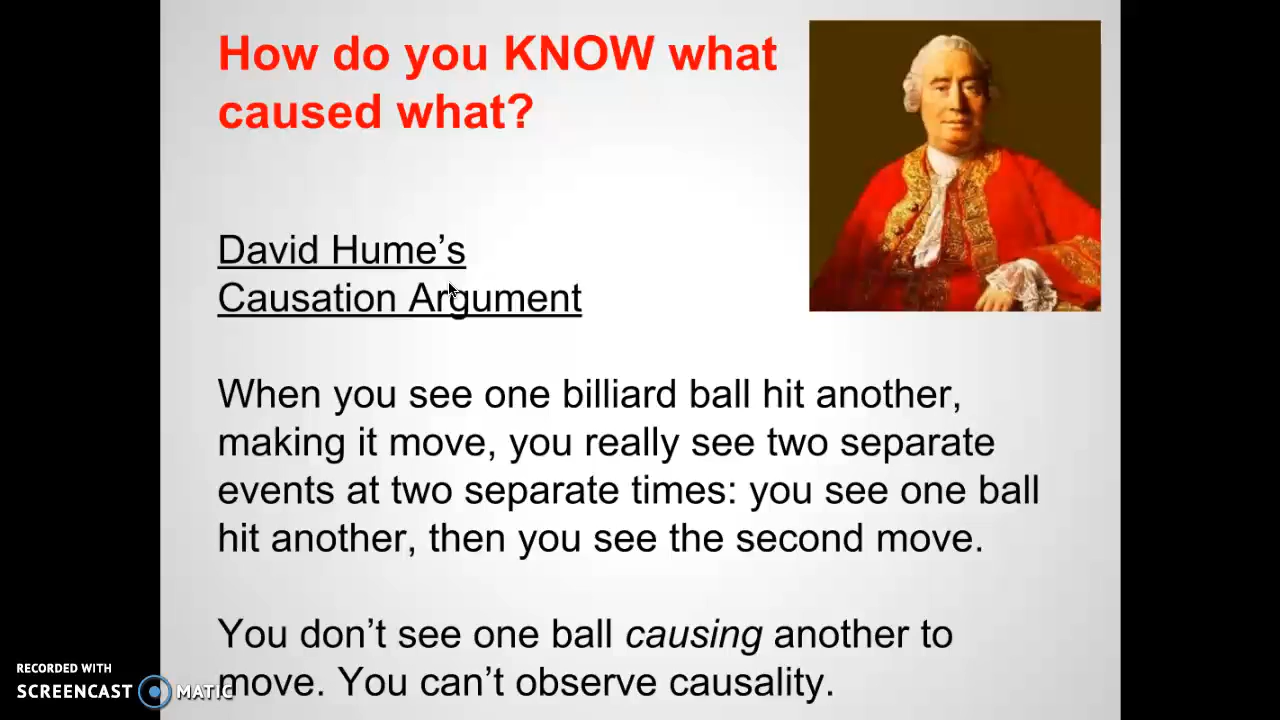 How do you KNOW what
caused what?
David Hume’s
Causation Argument
When you see one billiard ball hit another,
making it move, you really see two separate
events at two separate times: you see one ball
hit another, then you see the second move.
You don’t see one ball causing another to
move. You can’t observe causality.
RECORDED WITH
SCREENCAST MATIC